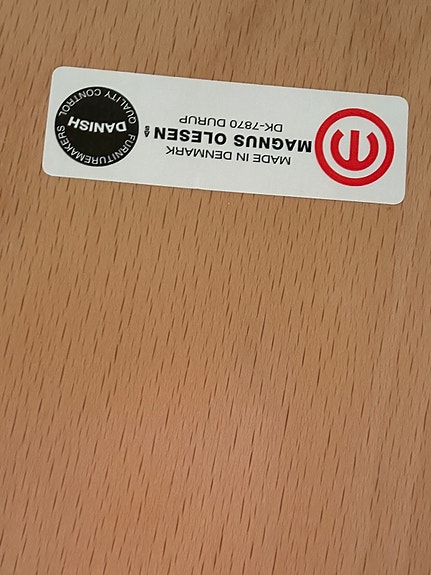 MADE IN DENMARK
MAGNUS OLESEN A/S
DK-7870 DURUP
DANISH
FURNITUREMAKERS
QUALITY CONTROL